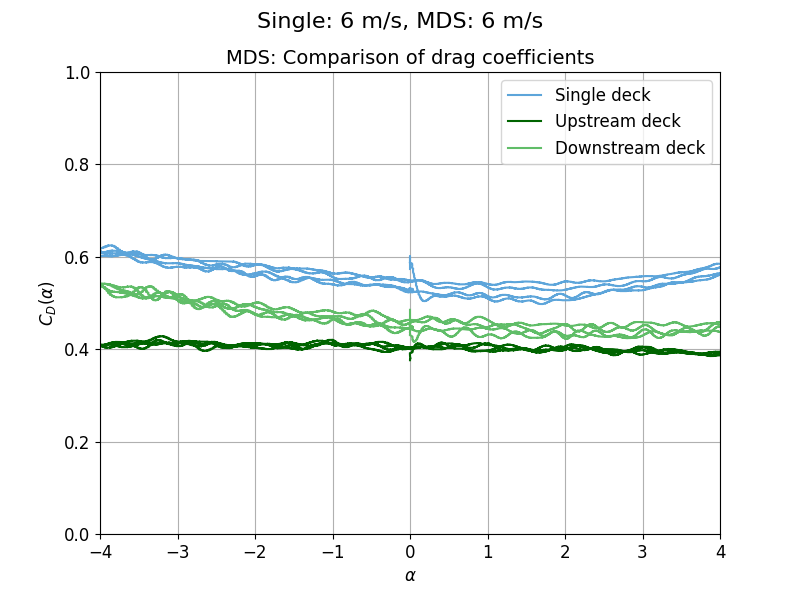 Single: 6 m/s, MDS: 6 m/s
MDS: Comparison of drag coefficients
Single deck
Upstream deck
Downstream deck
1.0
0.8
0.6
0.4
0.2
0.0
C_D(α)
−4 −3 −2 −1 0 1 2 3 4
α